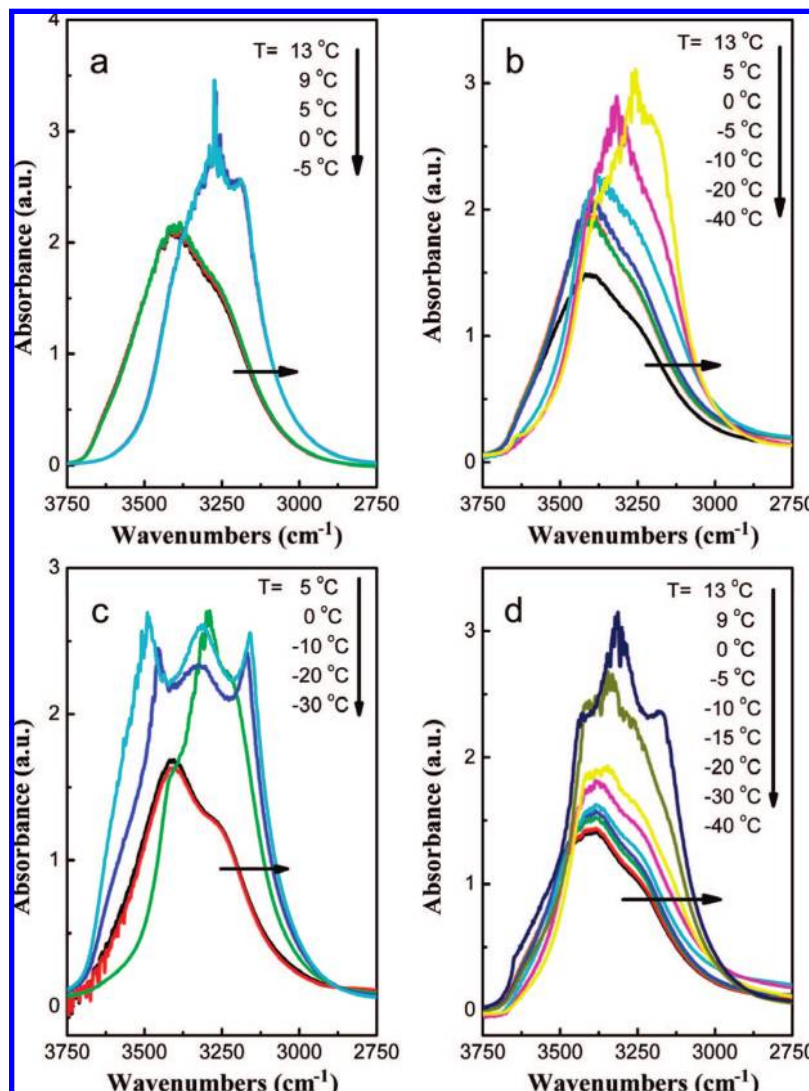 a
T= 13 °C
9 °C
5 °C
0 °C
-5 °C
4
3
2
1
0
Absorbance (a.u.)
3750 3500 3250 3000 2750
Wavenumbers (cm-1)
b
T= 13 °C
5 °C
0 °C
-5 °C
-10 °C
-20 °C
-40 °C
3
2
1
0
Absorbance (a.u.)
3750 3500 3250 3000 2750
Wavenumbers (cm-1)
c
T= 5 °C
0 °C
-10 °C
-20 °C
-30 °C
3
2
1
0
Absorbance (a.u.)
3750 3500 3250 3000 2750
Wavenumbers (cm-1)
d
T= 13 °C
9 °C
0 °C
-5 °C
-10 °C
-15 °C
-20 °C
-30 °C
-40 °C
3
2
1
0
Absorbance (a.u.)
3750 3500 3250 3000 2750
Wavenumbers (cm-1)